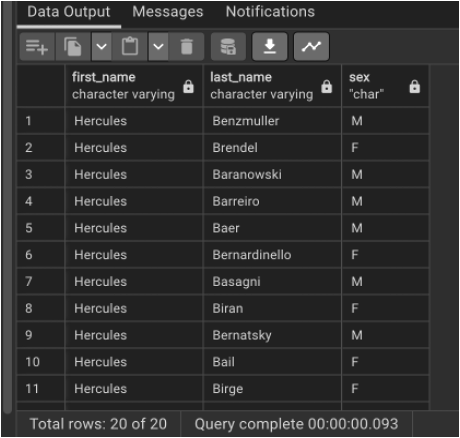 Data Output Messages Notifications
first_name last_name sex
character varying character varying "char"
1 Hercules Benzmuller M
2 Hercules Brendel F
3 Hercules Baranowski M
4 Hercules Barreiro M
5 Hercules Baer M
6 Hercules Bernardinello F
7 Hercules Basagni M
8 Hercules Biran F
9 Hercules Bernatsky M
10 Hercules Bail F
11 Hercules Birge F
Total rows: 20 of 20 Query complete 00:00:00.093